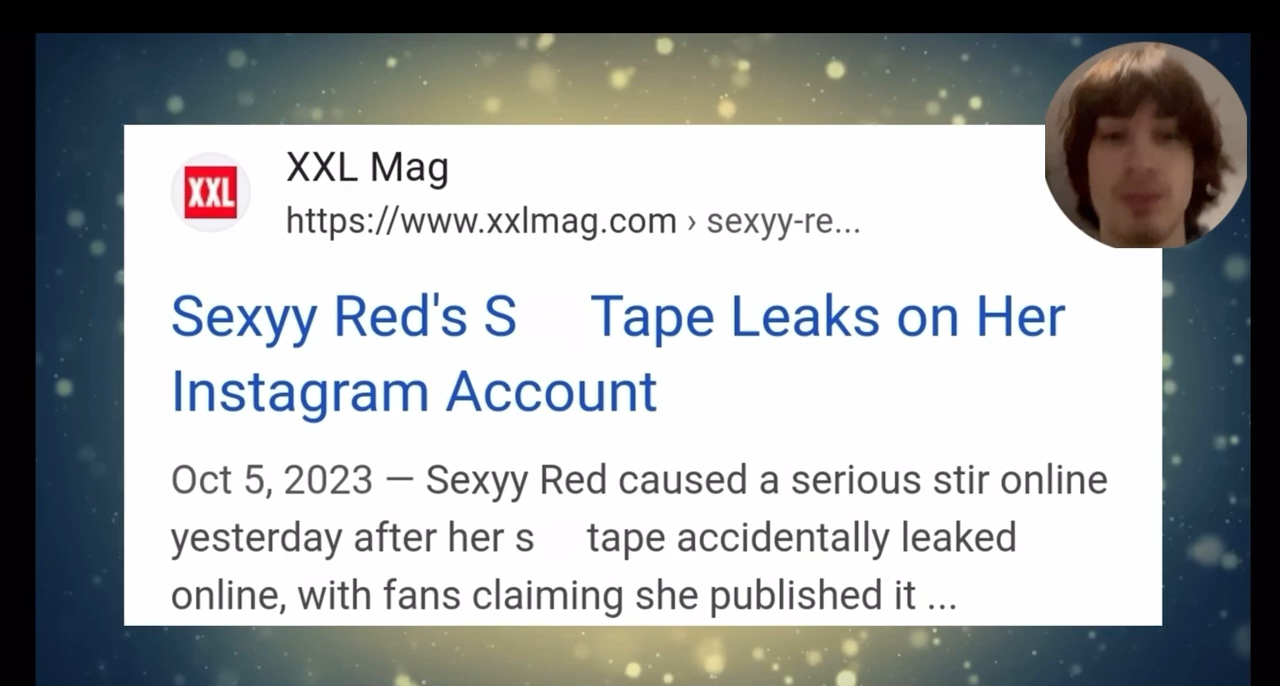 XXL
XXL Mag
https://www.xxlmag.com › sexyy-re...
Sexyy Red's S Tape Leaks on Her
Instagram Account
Oct 5, 2023 — Sexyy Red caused a serious stir online
yesterday after her s tape accidentally leaked
online, with fans claiming she published it ...